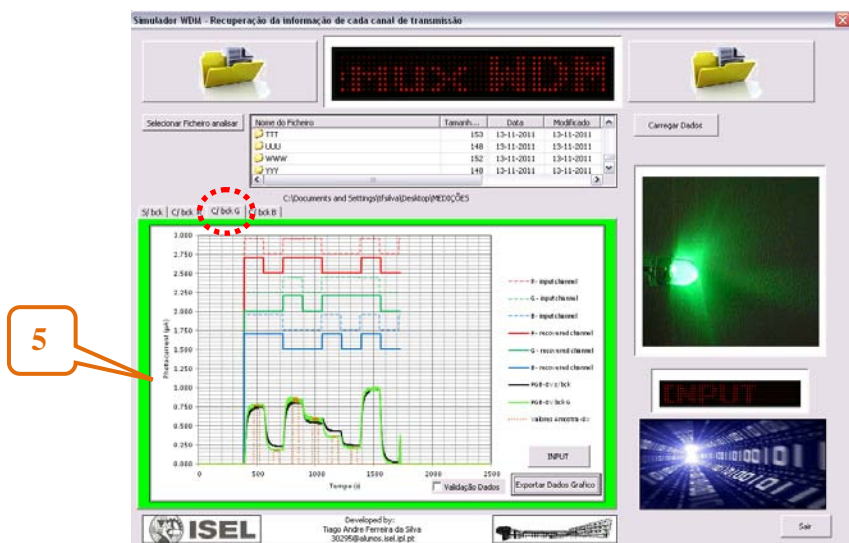 Simulador WDM - Recuperação da informação de cada canal de transmissão
:mux WDM
Selecionar Ficheiro analisar
Nome do Ficheiro Tamanh... Data Modificado
TTT 153 13-11-2011 13-11-2011
UUU 148 13-11-2011 13-11-2011
WWW 152 13-11-2011 13-11-2011
YYY 148 13-11-2011 13-11-2011
Carregar Dados
C:\Documents and Settings\tfsilva\Desktop\MEDIÇÕES
S/ bck C/ bck C/ bck G C/ bck B
5
3.000
2.750
2.500
2.250
2.000
1.750
1.500
1.250
1.000
0.750
0.500
0.250
0.000
Photocurrent (µA)
0 500 1000 1500 2000 2500
Tempo (s)
R - input channel
G - input channel
B - input channel
R - recovered channel
G - recovered channel
B - recovered channel
RGB -8V s/ bck
RGB -8V bck G
Valores Amostra -8V
INPUT
Validação Dados
Exportar Dados Grafico
INPUT
ISEL
Developed by:
Tiago Andre Ferreira da Silva
30295@alunos.isel.ipl.pt
Sair